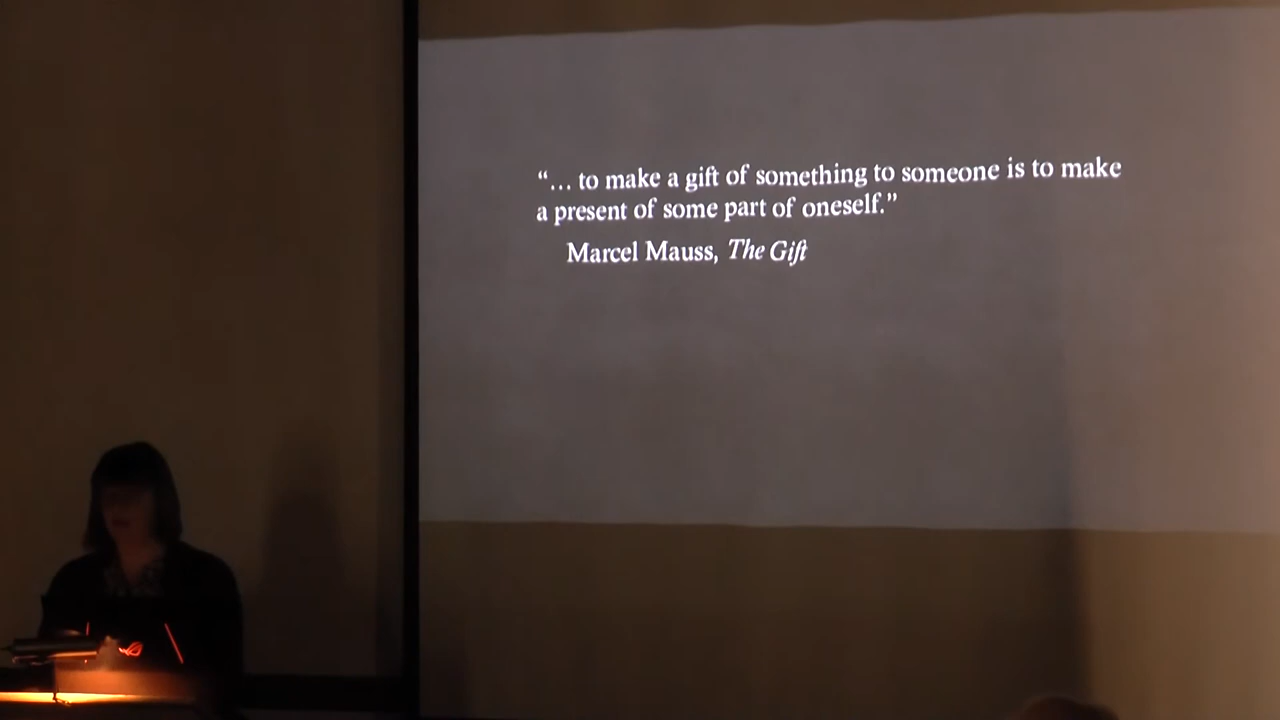 “… to make a gift of something to someone is to make
a present of some part of oneself.”
Marcel Mauss, The Gift